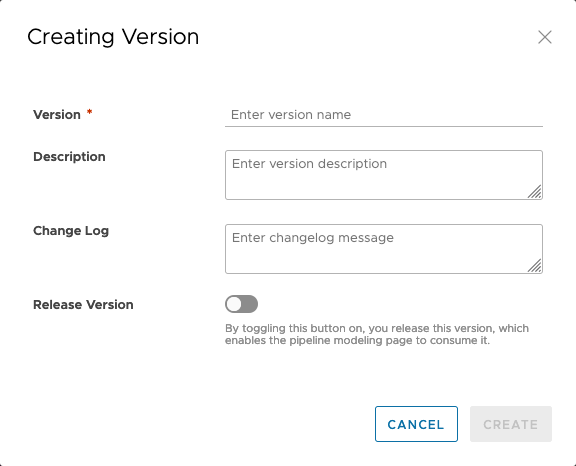 Creating Version
Version *
Enter version name
Description
Enter version description
Change Log
Enter changelog message
Release Version
By toggling this button on, you release this version, which
enables the pipeline modeling page to consume it.
CANCEL
CREATE